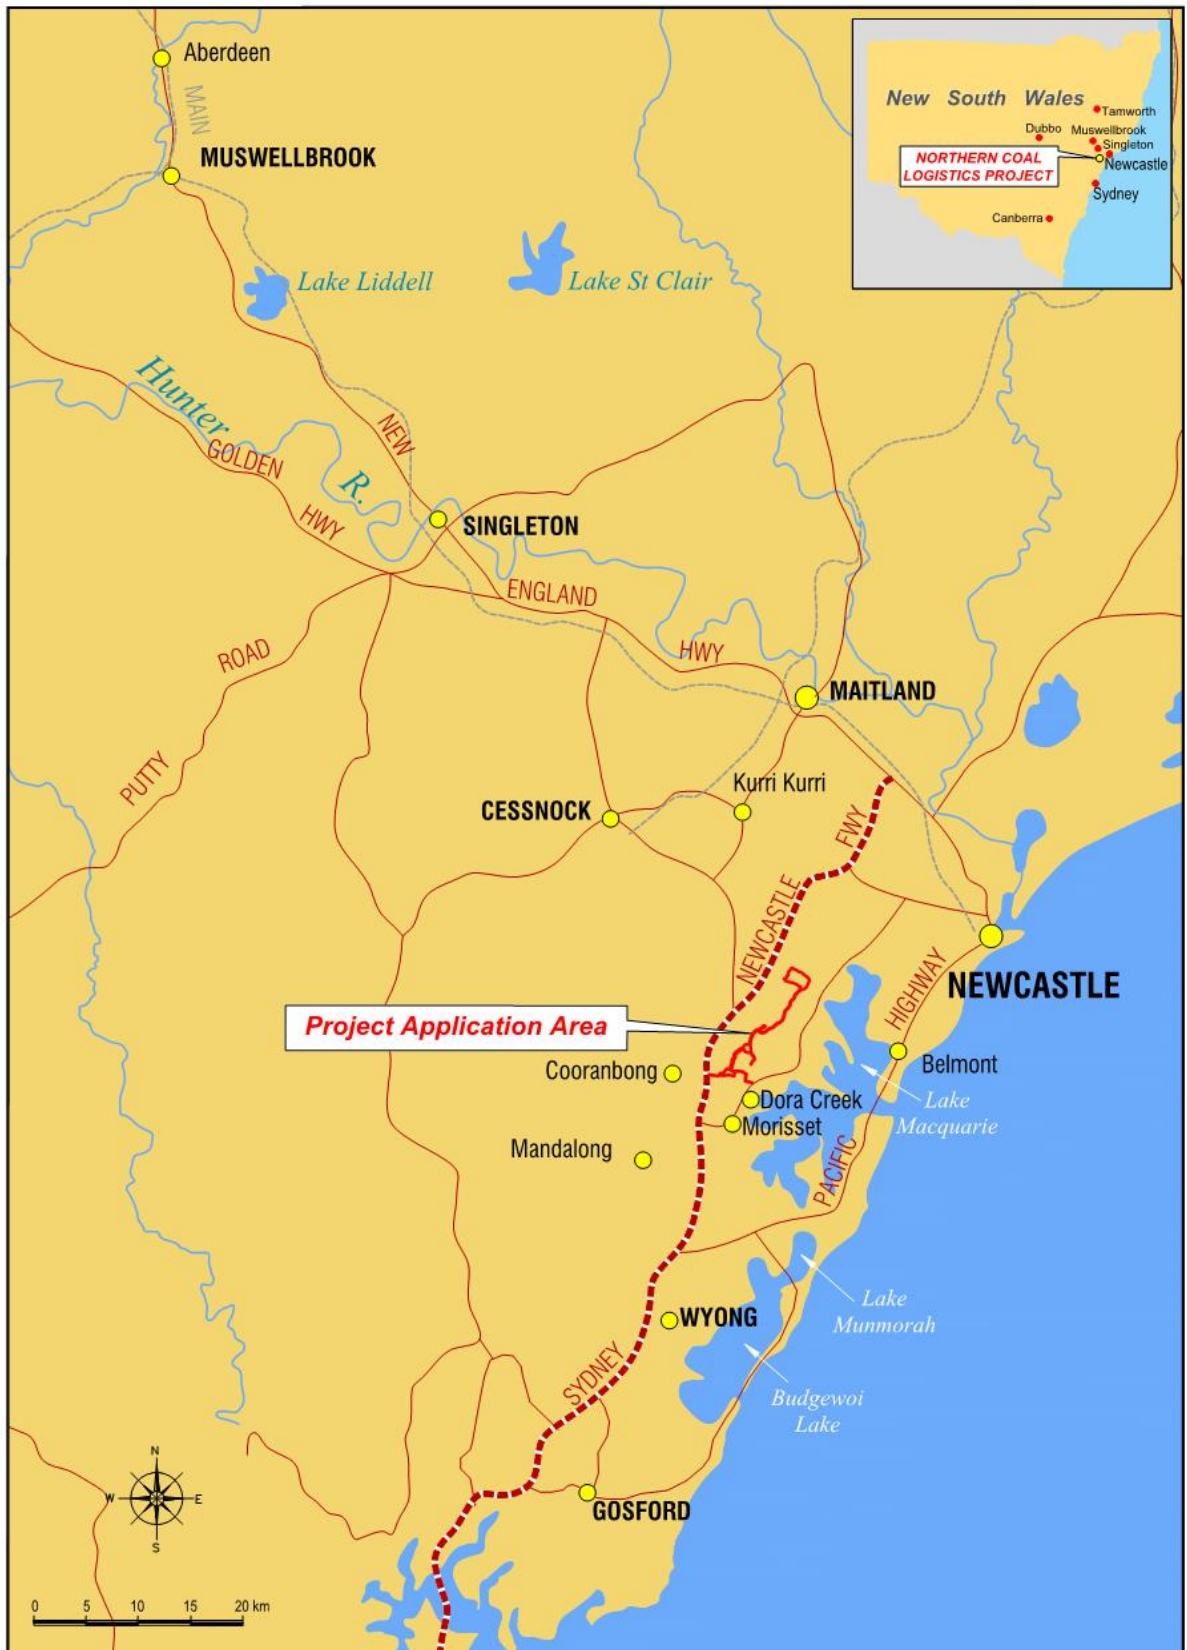 Aberdeen
MAIN
MUSWELLBROOK
New South Wales
Tamworth
Dubbo
Muswellbrook
Singleton
NORTHERN COAL
LOGISTICS PROJECT
Newcastle
Sydney
Canberra
Lake Liddell
Lake St Clair
Hunter
R.
GOLDEN
HWY
NEW
SINGLETON
ENGLAND
HWY
ROAD
PUTTY
MAITLAND
Kurri Kurri
CESSNOCK
FWY
NEWCASTLE
HIGHWAY
NEWCASTLE
Project Application Area
Cooranbong
Belmont
Dora Creek
Lake
Macquarie
Morisset
Mandalong
PACIFIC
Lake
Munmorah
WYONG
SYDNEY
Budgewoi
Lake
GOSFORD
N
W
E
S
0 5 10 15 20 km